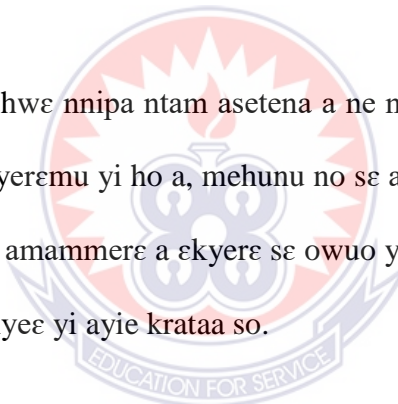 hwɛ nnipa ntam asetena a ne n
yerɛmu yi ho a, mehunu no sɛ a
amammerɛ a ɛkyerɛ sɛ owuo y
yeɛ yi ayie krataa so.
EDUCATION FOR SERVICE